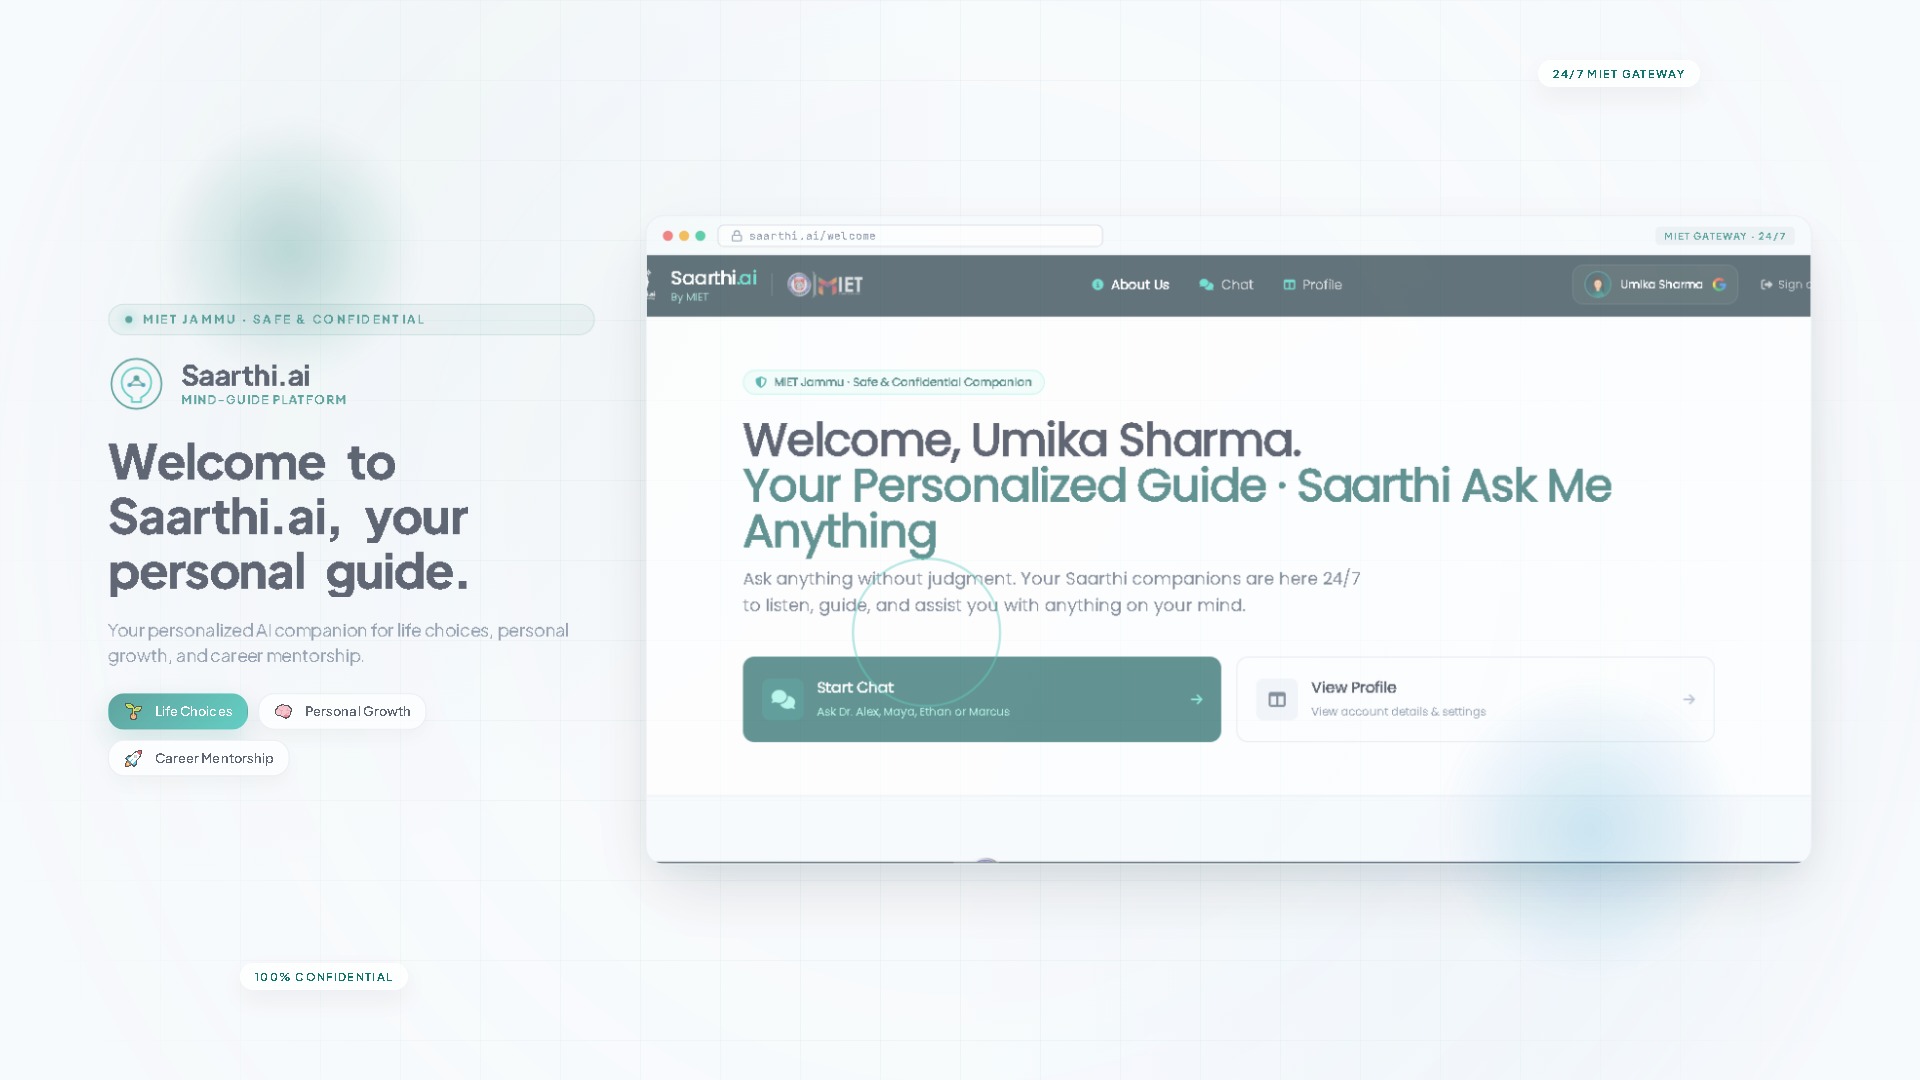 24/7 MIET GATEWAY
MIET JAMMU · SAFE & CONFIDENTIAL
Saarthi.ai
MIND-GUIDE PLATFORM
Welcome to
Saarthi.ai, your
personal guide.
Your personalized AI companion for life choices, personal
growth, and career mentorship.
Life Choices
Personal Growth
Career Mentorship
100% CONFIDENTIAL
saarthi.ai/welcome
MIET GATEWAY · 24/7
Saarthi.ai
By MIET
MIET
About Us
Chat
Profile
Umika Sharma
Sign
MIET Jammu · Safe & Confidential Companion
Welcome, Umika Sharma.
Your Personalized Guide · Saarthi Ask Me
Anything
Ask anything without judgment. Your Saarthi companions are here 24/7
to listen, guide, and assist you with anything on your mind.
Start Chat
Ask Dr. Alex, Maya, Ethan or Marcus
View Profile
View account details & settings